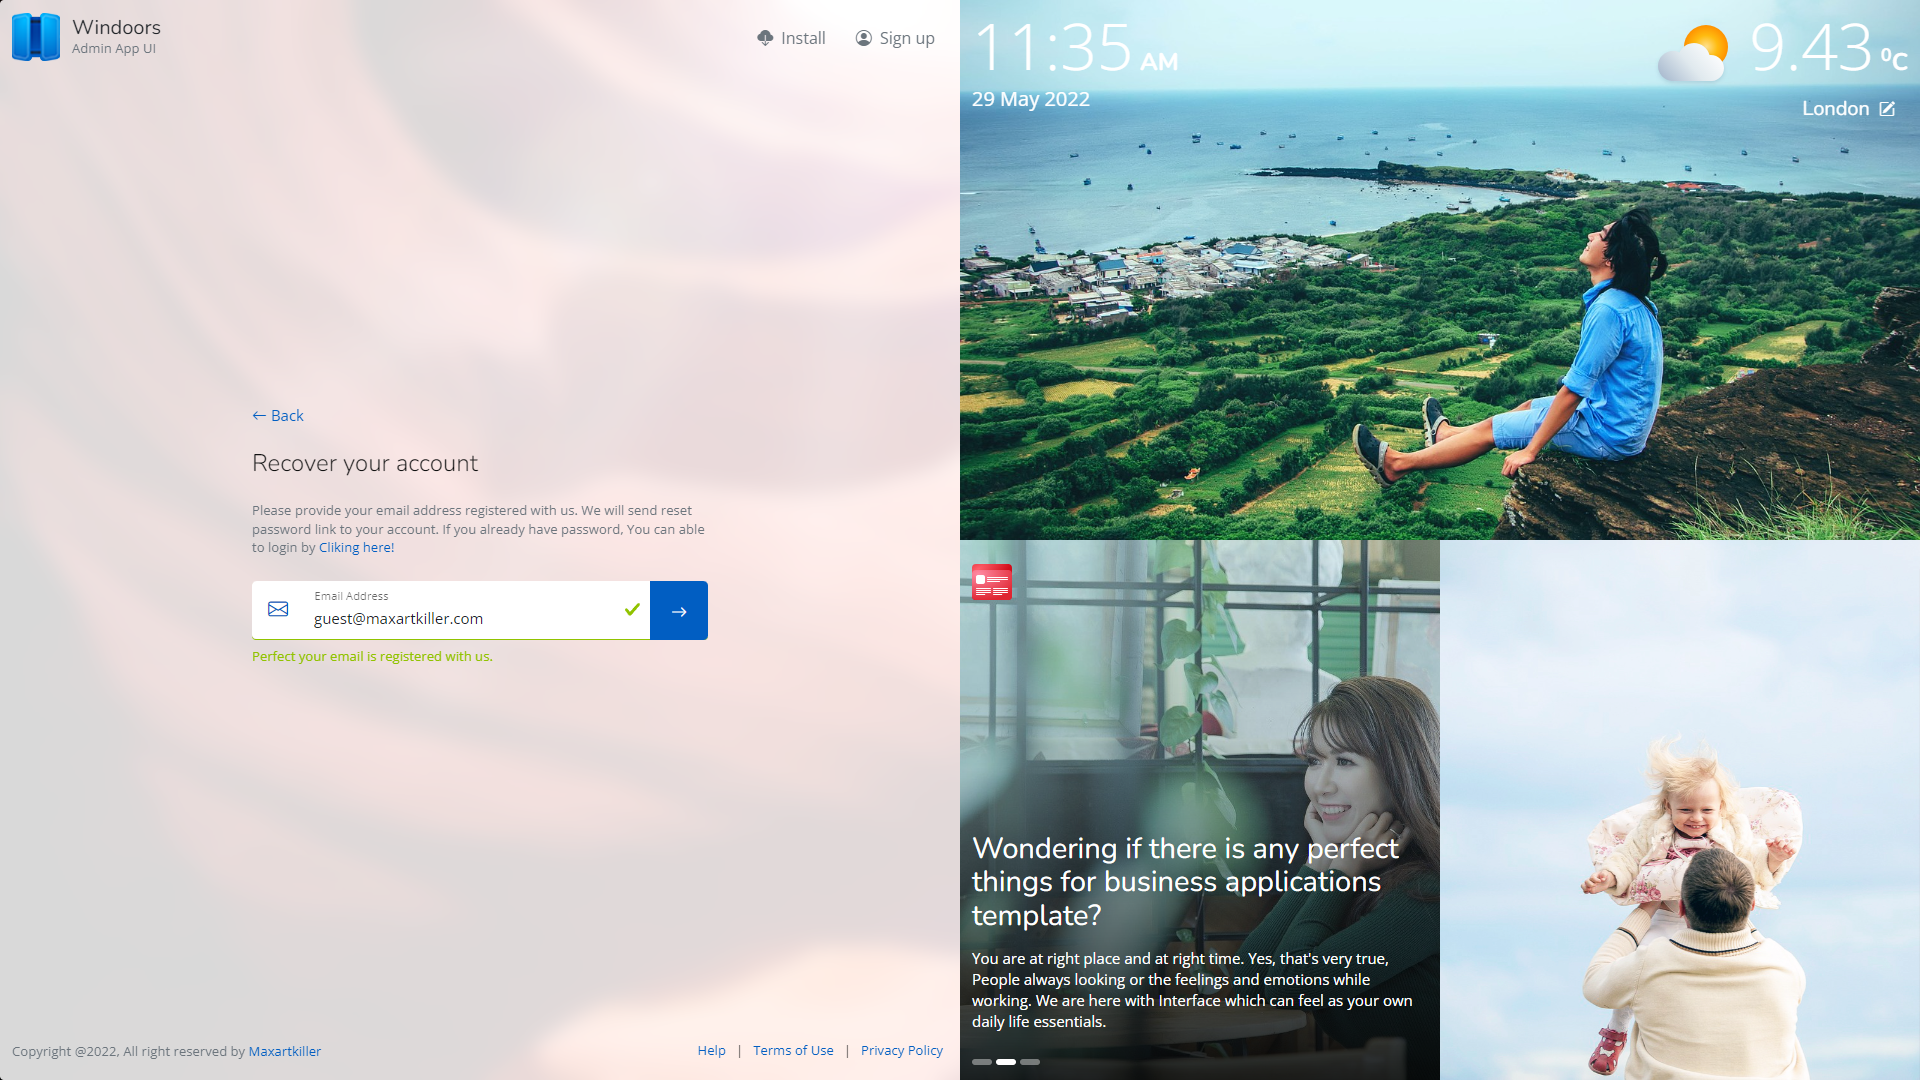 Windoors
Admin App UI
Install
Sign up
← Back
Recover your account
Please provide your email address registered with us. We will send reset
password link to your account. If you already have password, You can able
to login by Cliking here!
Email Address
guest@maxartkiller.com
Perfect your email is registered with us.
Copyright @2022, All right reserved by Maxartkiller
Help | Terms of Use | Privacy Policy
11:35 AM
29 May 2022
9.43 ⁰C
London
Wondering if there is any perfect
things for business applications
template?
You are at right place and at right time. Yes, that's very true,
People always looking or the feelings and emotions while
working. We are here with Interface which can feel as your own
daily life essentials.